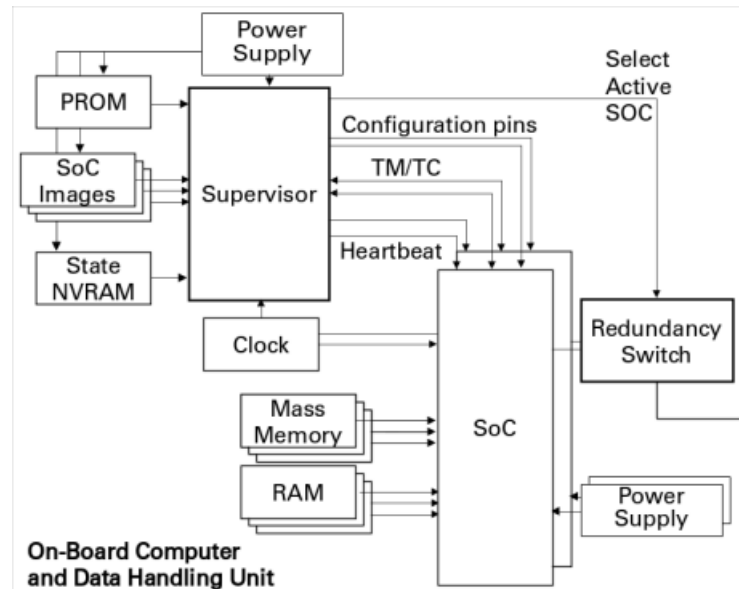 Power
Supply
Select
Active
SOC
PROM
Configuration pins
SoC
Images
TM/TC
Supervisor
Heartbeat
State
NVRAM
Redundancy
Switch
Clock
Mass
Memory
SoC
RAM
Power
Supply
On-Board Computer
and Data Handling Unit